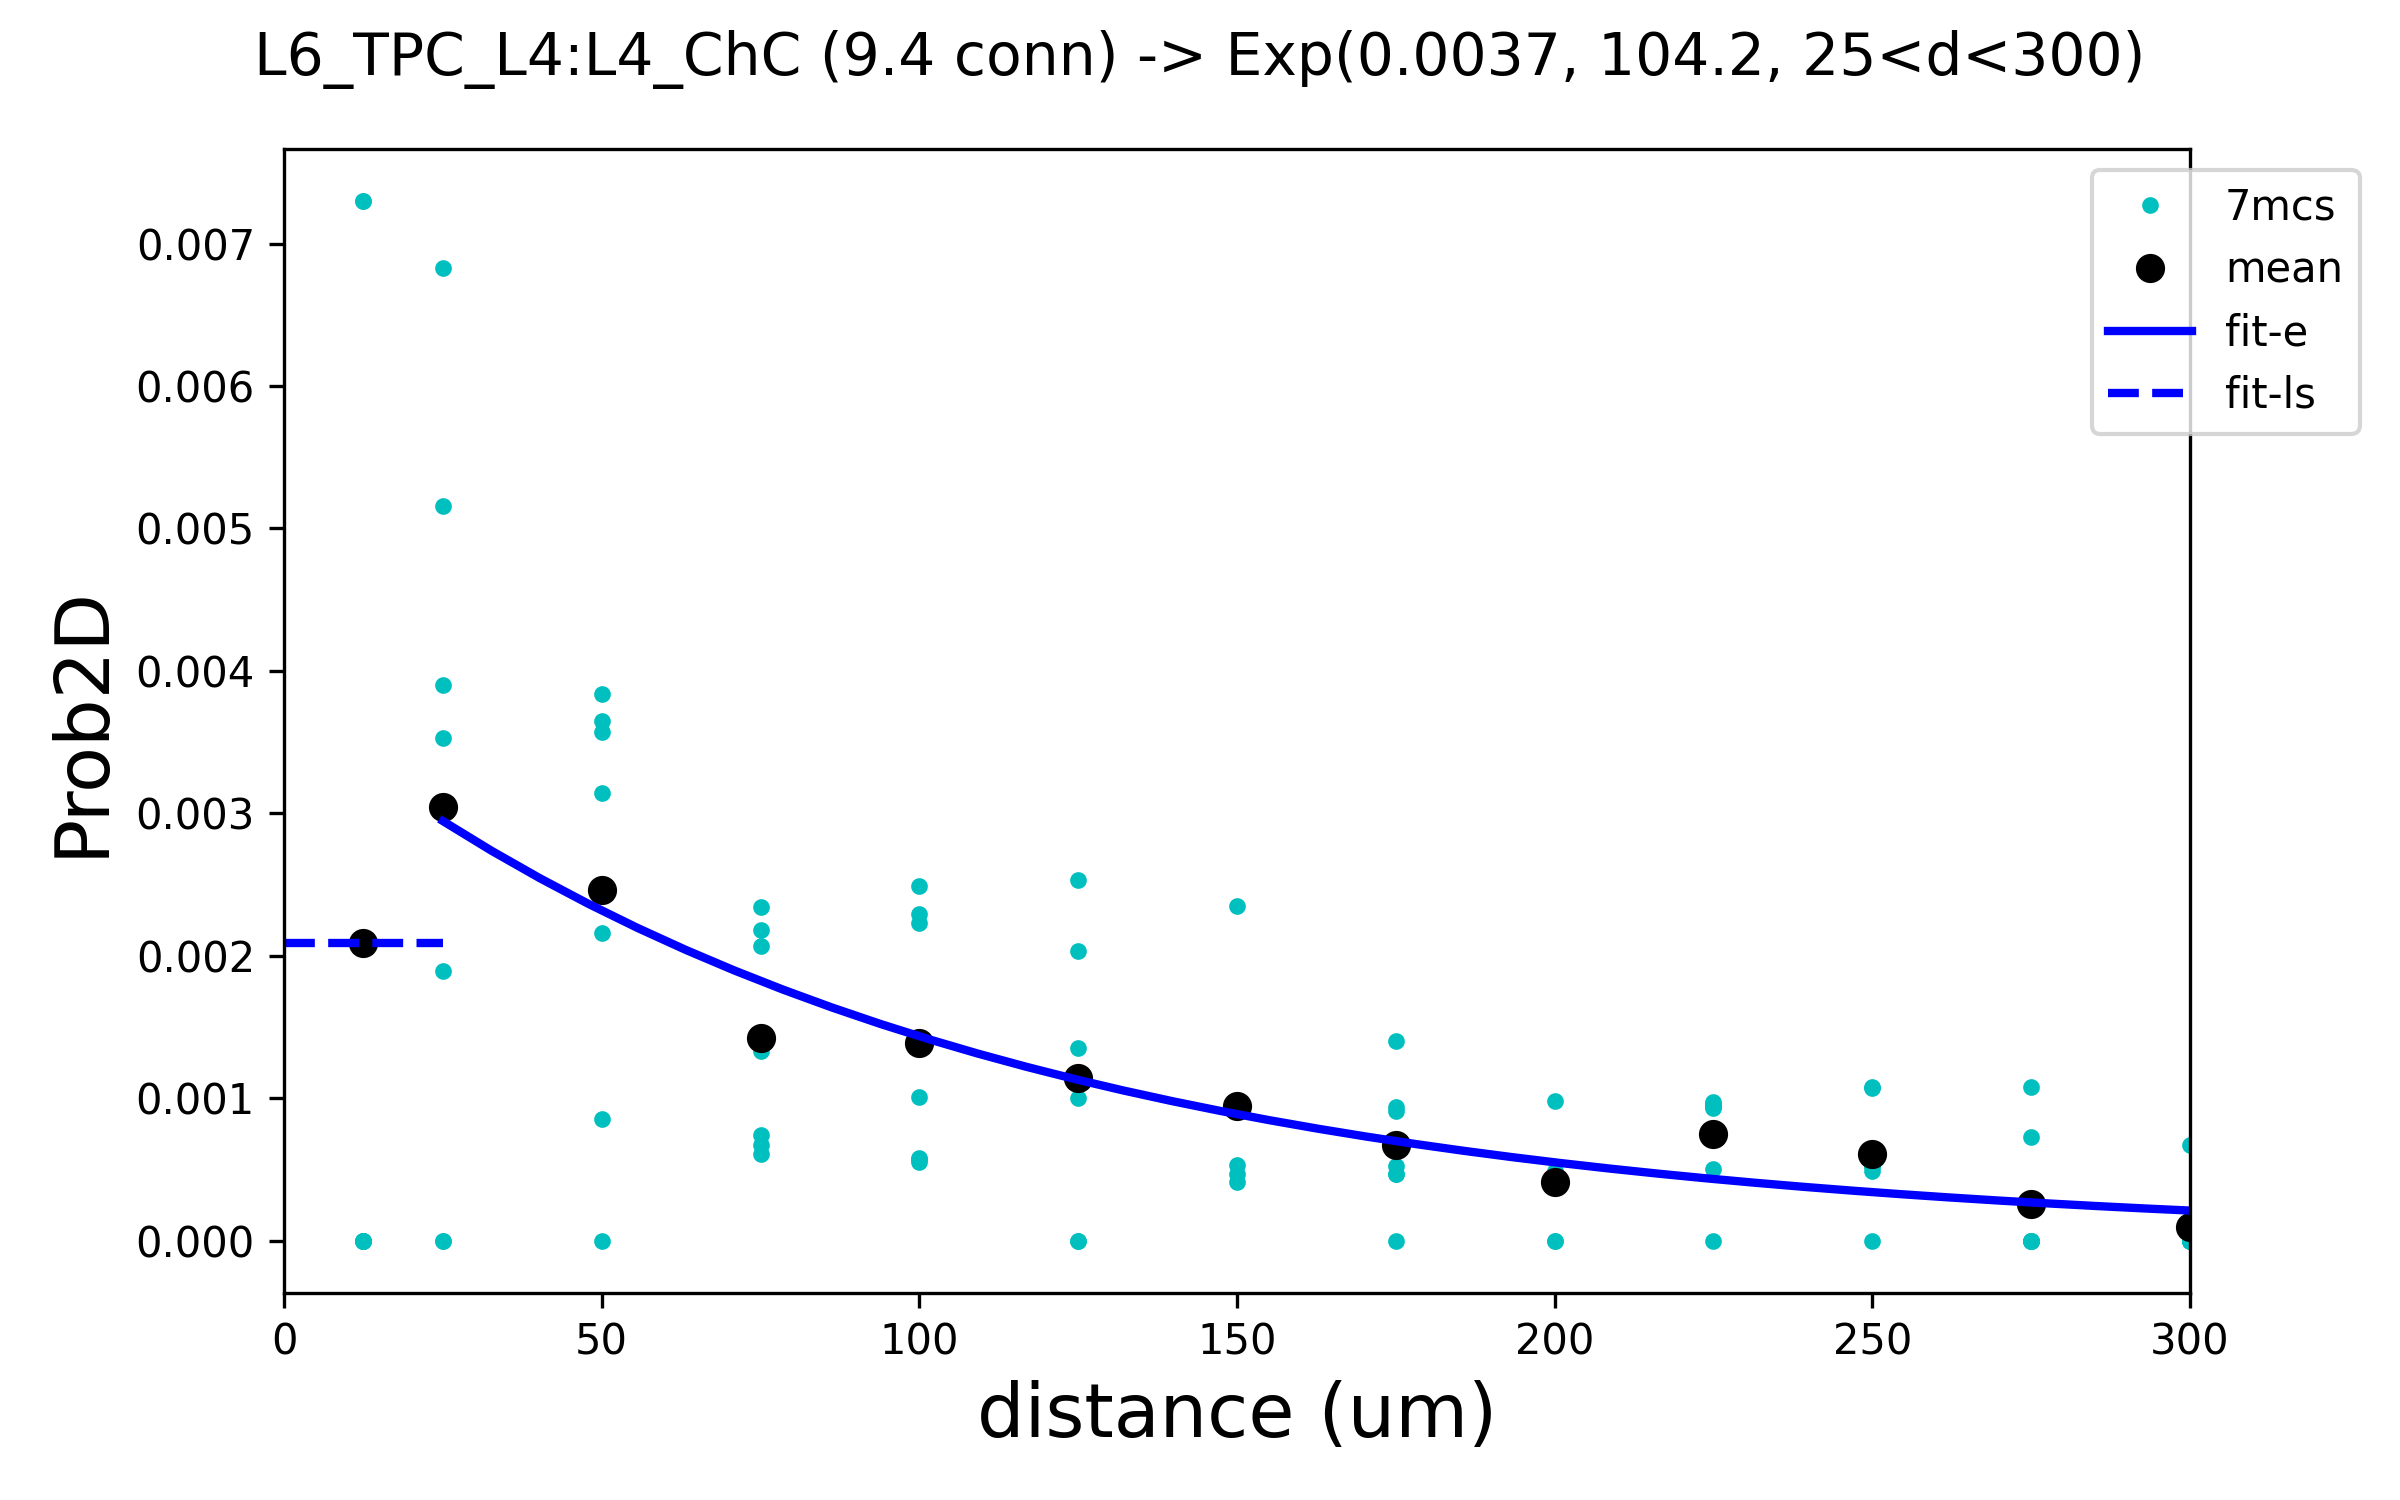 L6_TPC_L4:L4_ChC (9.4 conn) -> Exp(0.0037, 104.2, 25<d<300)
7mcs
mean
fit-e
fit-ls
0.007
0.006
0.005
0.004
0.003
0.002
0.001
0.000
Prob2D
0 50 100 150 200 250 300
distance (um)